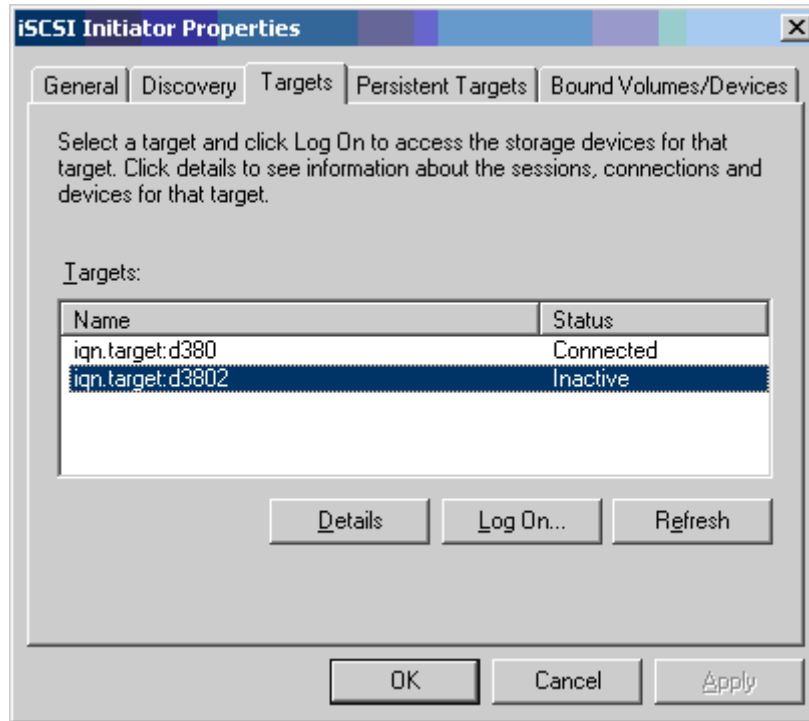 iSCSI Initiator Properties
General Discovery Targets Persistent Targets Bound Volumes/Devices
Select a target and click Log On to access the storage devices for that
target. Click details to see information about the sessions, connections and
devices for that target.
Targets:
Name Status
iqn.target:d380 Connected
iqn.target:d3802 Inactive
Details Log On... Refresh
OK Cancel Apply